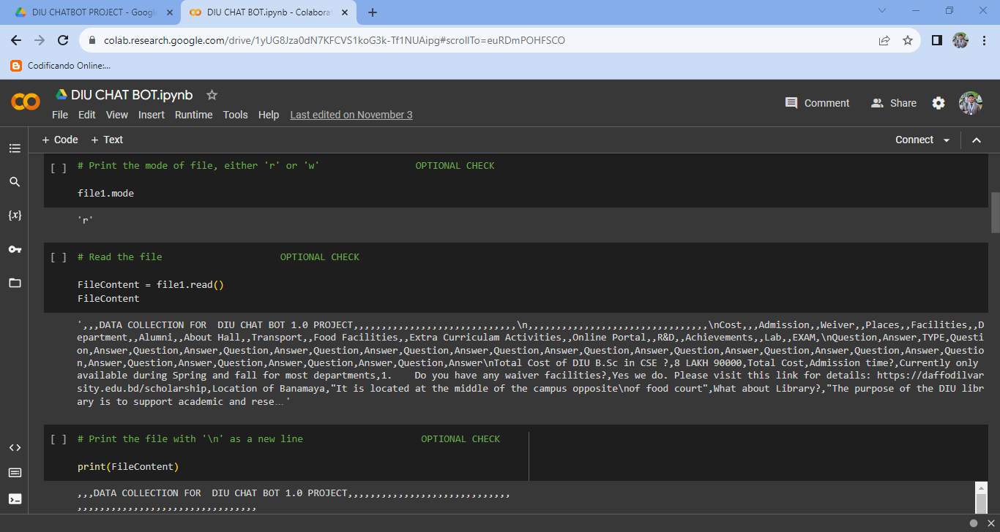 DIU CHATBOT PROJECT - Googl
DIU CHAT BOT.ipynb - Colabora
colab.research.google.com/drive/1yUG8Jza0dN7KFCVS1koG3k-Tf1NUAipg#scrollTo=euRDmPOHFSCO
Codificando Online:...
DIU CHAT BOT.ipynb
File Edit View Insert Runtime Tools Help Last edited on November 3
Comment Share
+ Code + Text Connect
[ ] # Print the mode of file, either 'r' or 'w' OPTIONAL CHECK
file1.mode
'r'
[ ] # Read the file OPTIONAL CHECK
FileContent = file1.read()
FileContent
',,,DATA COLLECTION FOR  DIU CHAT BOT 1.0 PROJECT,,,,,,,,,,,,,,,,,,,,,,,,,,,,,\n,,,,,,,,,,,,,,,,,,,,,,,,,,,,,,,,\nCost,,,Admission,,Weiver,,Places,,Facilities,,D
epartment,,Alumni,,About Hall,,Transport,,Food Facilities,,Extra Curriculam Activities,,Online Portal,,R&D,,Achievements,,Lab,,EXAM,\nQuestion,Answer,TYPE,Questi
on,Answer,Question,Answer,Question,Answer,Question,Answer,Question,Answer,Question,Answer,Question,Answer,Question,Answer,Question,Answer,Question,Answer,Questio
n,Answer,Question,Answer,Question,Answer,Question,Answer,Question,Answer\nTotal Cost of DIU B.Sc in CSE ?,8 LAKH 90000,Total Cost,Admission time?,Currently only
available during Spring and fall for most departments,1.    Do you have any waiver facilities?,Yes we do. Please visit this link for details: https://daffodilvar
sity.edu.bd/scholarship,Location of Banamaya,"It is located at the middle of the campus opposite\nof food court",What about Library?,"The purpose of the DIU libr
ary is to support academic and rese...'
[ ] # Print the file with '\n' as a new line OPTIONAL CHECK
print(FileContent)
,,,DATA COLLECTION FOR  DIU CHAT BOT 1.0 PROJECT,,,,,,,,,,,,,,,,,,,,,,,,,,,,,
,,,,,,,,,,,,,,,,,,,,,,,,,,,,,,,,